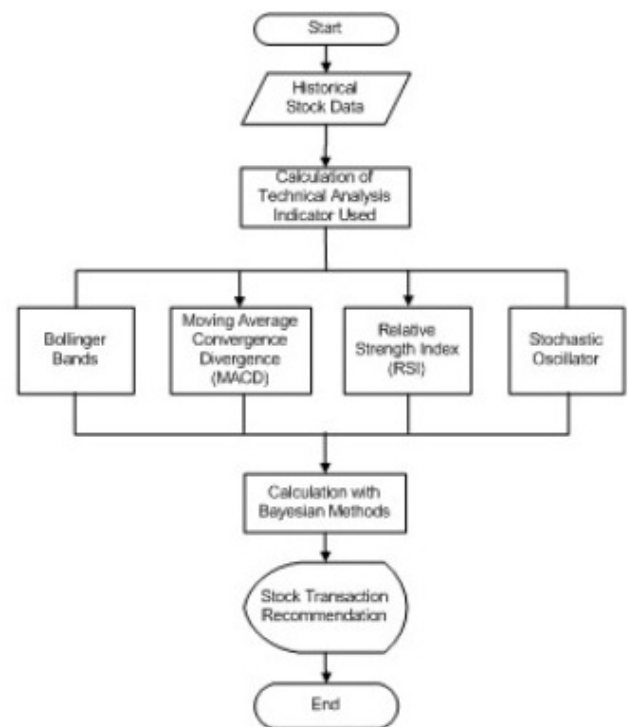 Start
Historical
Stock Data
Calculation of
Technical Analysis
Indicator Used
Bollinger
Bands
Moving Average
Convergence
Divergence
(MACD)
Relative
Strength Index
(RSI)
Stochastic
Oscillator
Calculation with
Bayesian Methods
Stock Transaction
Recommendation
End